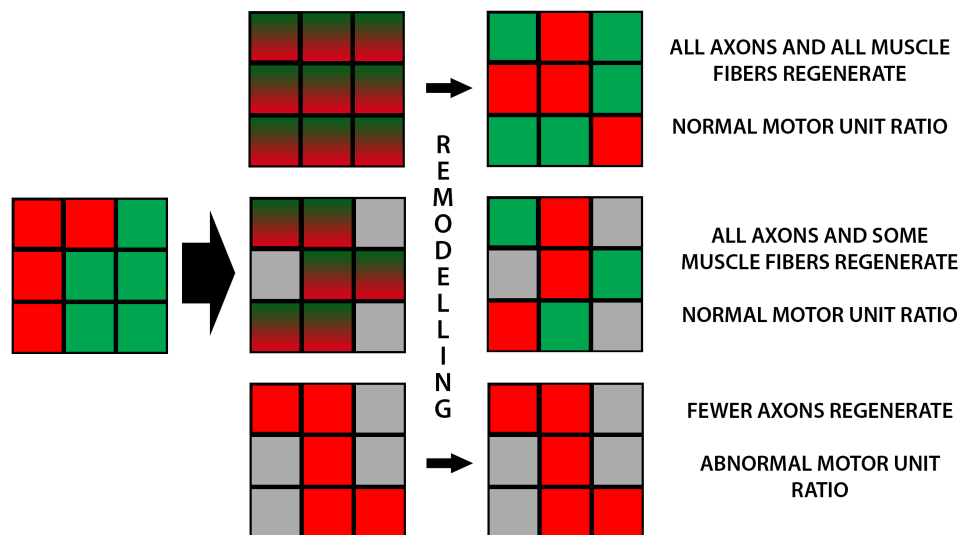 ALL AXONS AND ALL MUSCLE
FIBERS REGENERATE
NORMAL MOTOR UNIT RATIO
REMODELLING
ALL AXONS AND SOME
MUSCLE FIBERS REGENERATE
NORMAL MOTOR UNIT RATIO
FEWER AXONS REGENERATE
ABNORMAL MOTOR UNIT
RATIO